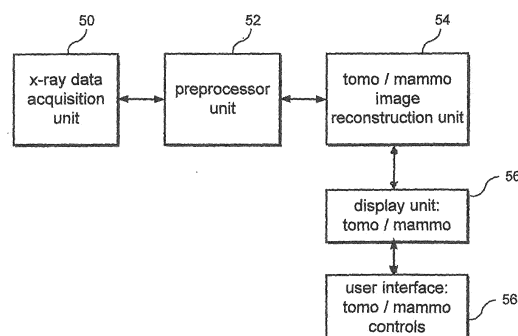 50
52
54
x-ray data
acquisition
unit
preprocessor
unit
tomo / mammo
image
reconstruction unit
56
display unit:
tomo / mammo
user interface:
tomo / mammo
controls
56